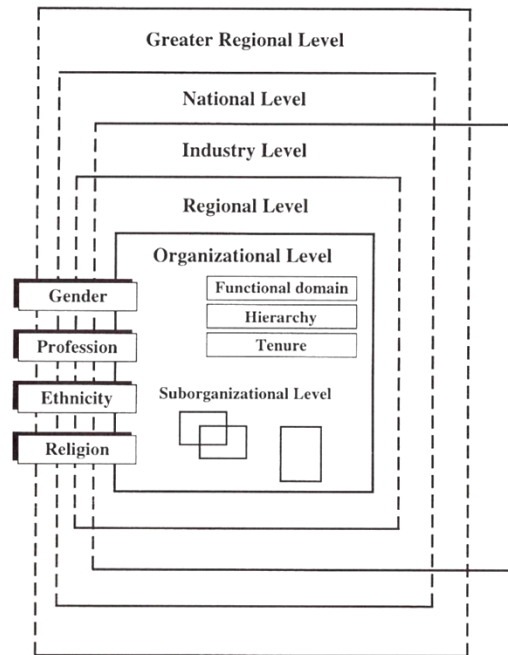 Greater Regional Level
National Level
Industry Level
Regional Level
Organizational Level
Gender
Functional domain
Hierarchy
Profession
Tenure
Ethnicity
Suborganizational Level
Religion